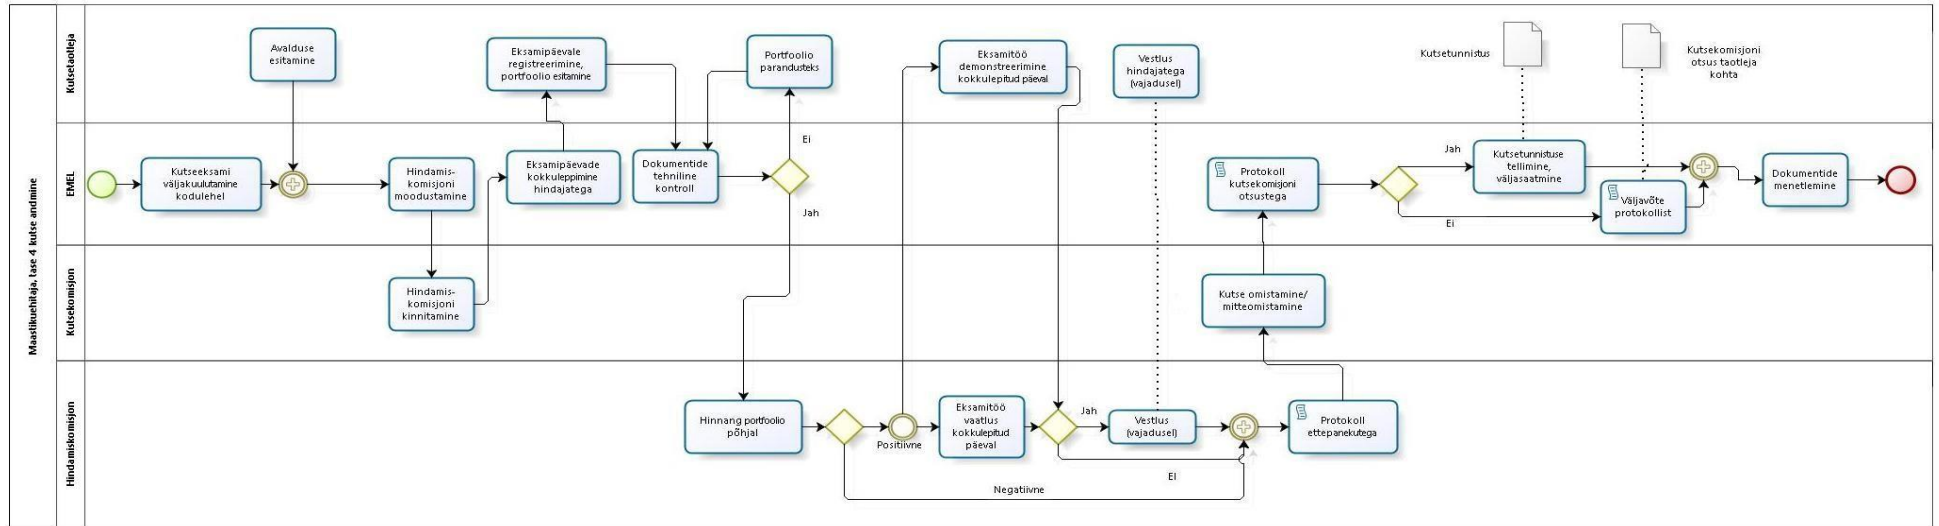 Maastikuehitaja, tase 4 kutse andmine
Kutsetaotleja
Avalduse
esitamine
Eksamipäevale
registreerimine,
portfoolio esitamine
Portfoolio
parandusteks
Eksamitöö
demonstreerimine
kokkulepitud päeval
Vestlus
hindajatega
(vajadusel)
Kutsetunnistus
Kutsekomisjoni
otsus taotleja
kohta
EMEL
Kutseeksami
väljakuulutamine
kodulehel
Hindamis-
komisjoni
moodustamine
Eksamipäevade
kokkuleppimine
hindajatega
Dokumentide
tehniline
kontroll
Ei
Jah
Protokoll
kutsekomisjoni
otsustega
Jah
Ei
Kutsetunnistuse
tellimine,
väljasaatmine
Väljavõte
protokollist
Dokumentide
menetlemine
Kutsekomisjon
Hindamis-
komisjoni
kinnitamine
Kutse omistamine/
mitteomistamine
Hindamiskomisjon
Hinnang portfoolio
põhjal
Positiivne
Eksamitöö
vaatlus
kokkulepitud
päeval
Jah
Vestlus
(vajadusel)
EI
Negatiivne
Protokoll
ettepanekutega